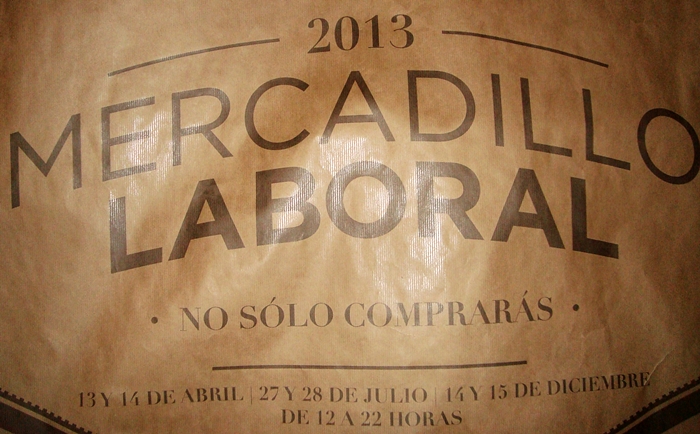 2013
MERCADILLO
LABORAL
• NO SÓLO COMPRARÁS •
13 Y 14 DE ABRIL | 27 Y 28 DE JULIO | 14 Y 15 DE DICIEMBRE
DE 12 A 22 HORAS